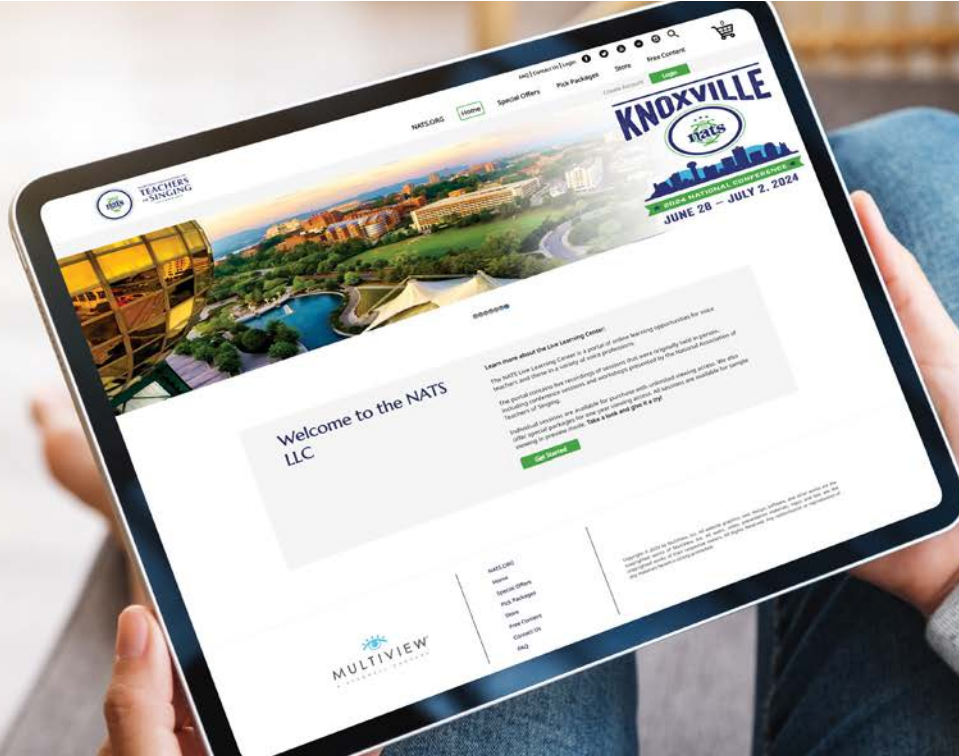 FAQ | Contact Us | Login
NATS.ORG Home Special Offers Pick Packages Store Free Content
Create Account Login
nats
TEACHERS
OF SINGING
KNOXVILLE
nats
2024 NATIONAL CONFERENCE
JUNE 28 – JULY 2, 2024
Welcome to the NATS
LLC
Learn more about the Live Learning Center:
The NATS Live Learning Center is a portal of online learning opportunities for voice
teachers and those in a variety of voice professions.
The portal contains live recordings of sessions that were originally held in-person,
including conference sessions and workshops presented by the National Association of
Teachers of Singing.
Individual sessions are available for purchase with unlimited viewing access. We also
offer special packages for one year viewing access. All sessions are available for sample
viewing in preview mode. Take a look and give it a try!
Get Started
MULTIVIEW
NATS.ORG
Home
Special Offers
Pick Packages
Store
Free Content
Contact Us
FAQ